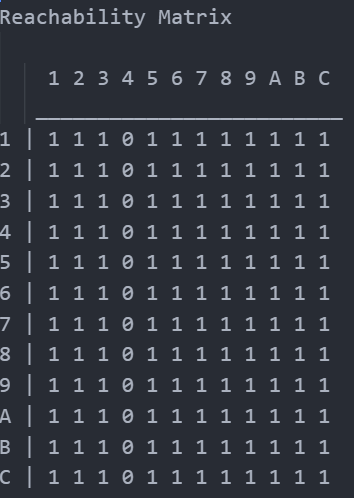 Reachability Matrix
1 2 3 4 5 6 7 8 9 A B C
1 | 1 1 1 0 1 1 1 1 1 1 1 1
2 | 1 1 1 0 1 1 1 1 1 1 1 1
3 | 1 1 1 0 1 1 1 1 1 1 1 1
4 | 1 1 1 0 1 1 1 1 1 1 1 1
5 | 1 1 1 0 1 1 1 1 1 1 1 1
6 | 1 1 1 0 1 1 1 1 1 1 1 1
7 | 1 1 1 0 1 1 1 1 1 1 1 1
8 | 1 1 1 0 1 1 1 1 1 1 1 1
9 | 1 1 1 0 1 1 1 1 1 1 1 1
A | 1 1 1 0 1 1 1 1 1 1 1 1
B | 1 1 1 0 1 1 1 1 1 1 1 1
C | 1 1 1 0 1 1 1 1 1 1 1 1